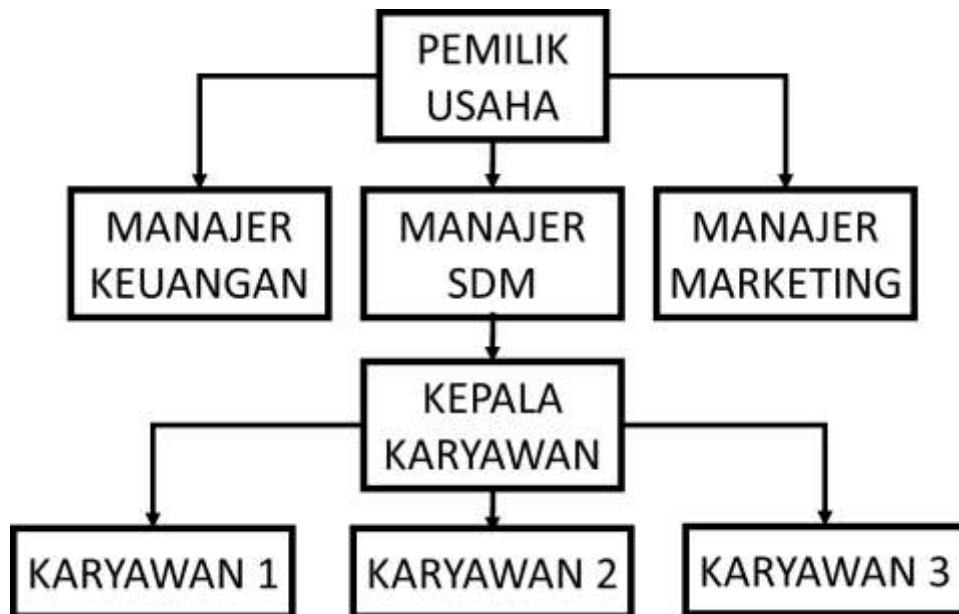 PEMILIK
USAHA
MANAJER
KEUANGAN
MANAJER
SDM
MANAJER
MARKETING
KEPALA
KARYAWAN
KARYAWAN 1
KARYAWAN 2
KARYAWAN 3